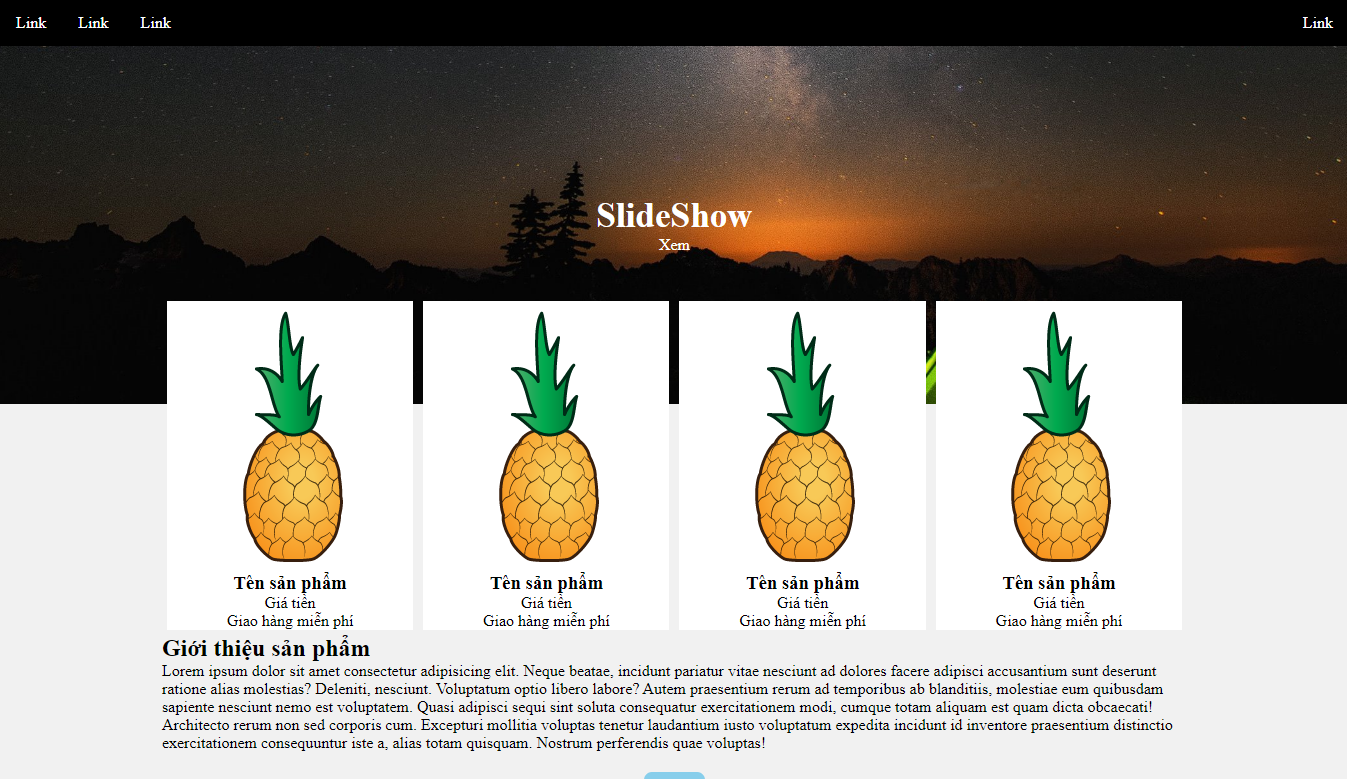 Link Link Link Link
SlideShow
Xem
Tên sản phẩm Tên sản phẩm Tên sản phẩm Tên sản phẩm
Giá tiền Giá tiền Giá tiền Giá tiền
Giao hàng miễn phí Giao hàng miễn phí Giao hàng miễn phí Giao hàng miễn phí
Giới thiệu sản phẩm
Lorem ipsum dolor sit amet consectetur adipisicing elit. Neque beatae, incidunt pariatur vitae nesciunt ad dolores facere adipisci accusantium sunt deserunt
ratione alias molestias? Deleniti, nesciunt. Voluptatum optio libero labore? Autem praesentium rerum ad temporibus ab blanditiis, molestiae eum quibusdam
sapiente nesciunt nemo est voluptatem. Quasi adipisci sequi sint soluta consequatur exercitationem modi, cumque totam aliquam est quam dicta obcaecati!
Architecto rerum non sed corporis cum. Excepturi mollitia voluptas tenetur laudantium iusto voluptatum expedita incidunt id inventore praesentium distinctio
exercitationem consequuntur iste a, alias totam quisquam. Nostrum perferendis quae voluptas!